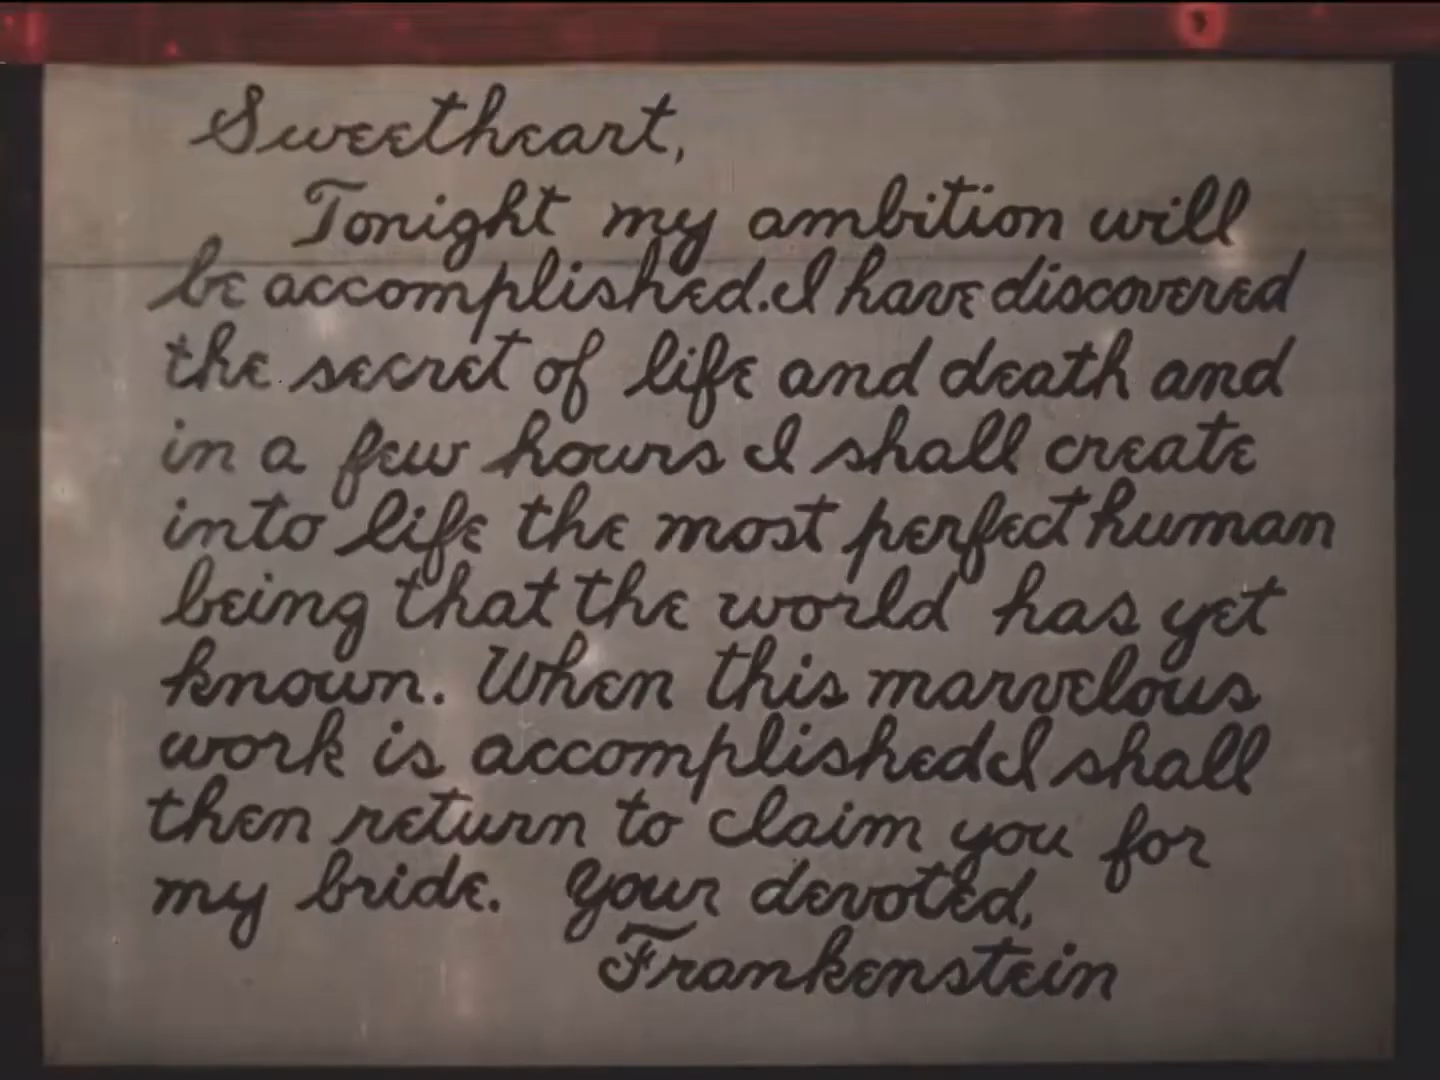 Sweetheart,
Tonight my ambition will
be accomplished. I have discovered
the secret of life and death and
in a few hours I shall create
into life the most perfect human
being that the world has yet
known. When this marvelous
work is accomplished I shall
then return to claim you for
my bride. Your devoted,
Frankenstein